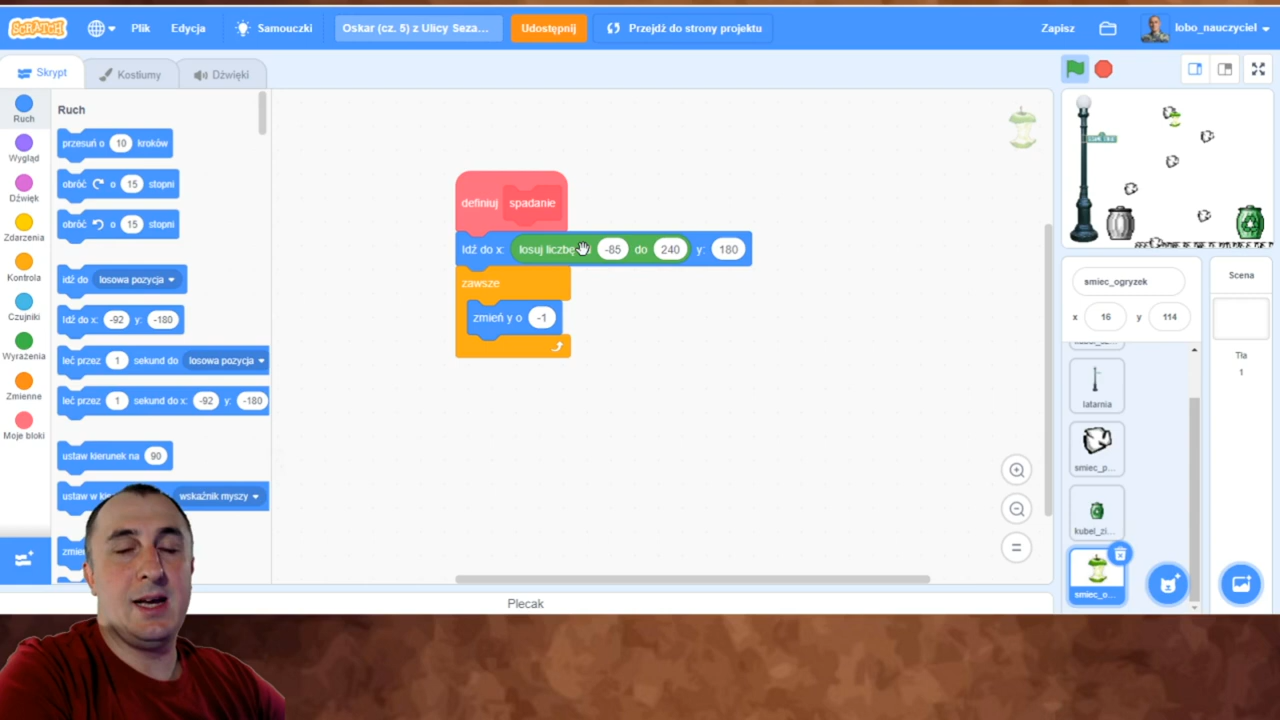 SCRATCH
Plik
Edycja
Samouczki
Oskar (cz. 5) z Ulicy Seza...
Udostępnij
Przejdź do strony projektu
Zapisz
lobo_nauczyciel
Skrypt
Kostiumy
Dźwięki
Ruch
Wygląd
Dźwięk
Zdarzenia
Kontrola
Czujniki
Wyrażenia
Zmienne
Moje bloki
Ruch
przesuń o 10 kroków
obróć o 15 stopni
obróć o 15 stopni
idź do losowa pozycja
Idź do x: -92 y: -180
leć przez 1 sekund do losowa pozycja
leć przez 1 sekund do x: -92 y: -180
ustaw kierunek na 90
ustaw w wskaźnik myszy
definiuj spadanie
Idź do x: losuj liczbę -85 do 240 y: 180
zawsze
zmień y o -1
Plecak
smiec_ogryzek
x 16 y 114
latarnia
smiec_p...
kubel_zi...
smiec_o...
Scena
Tła
1